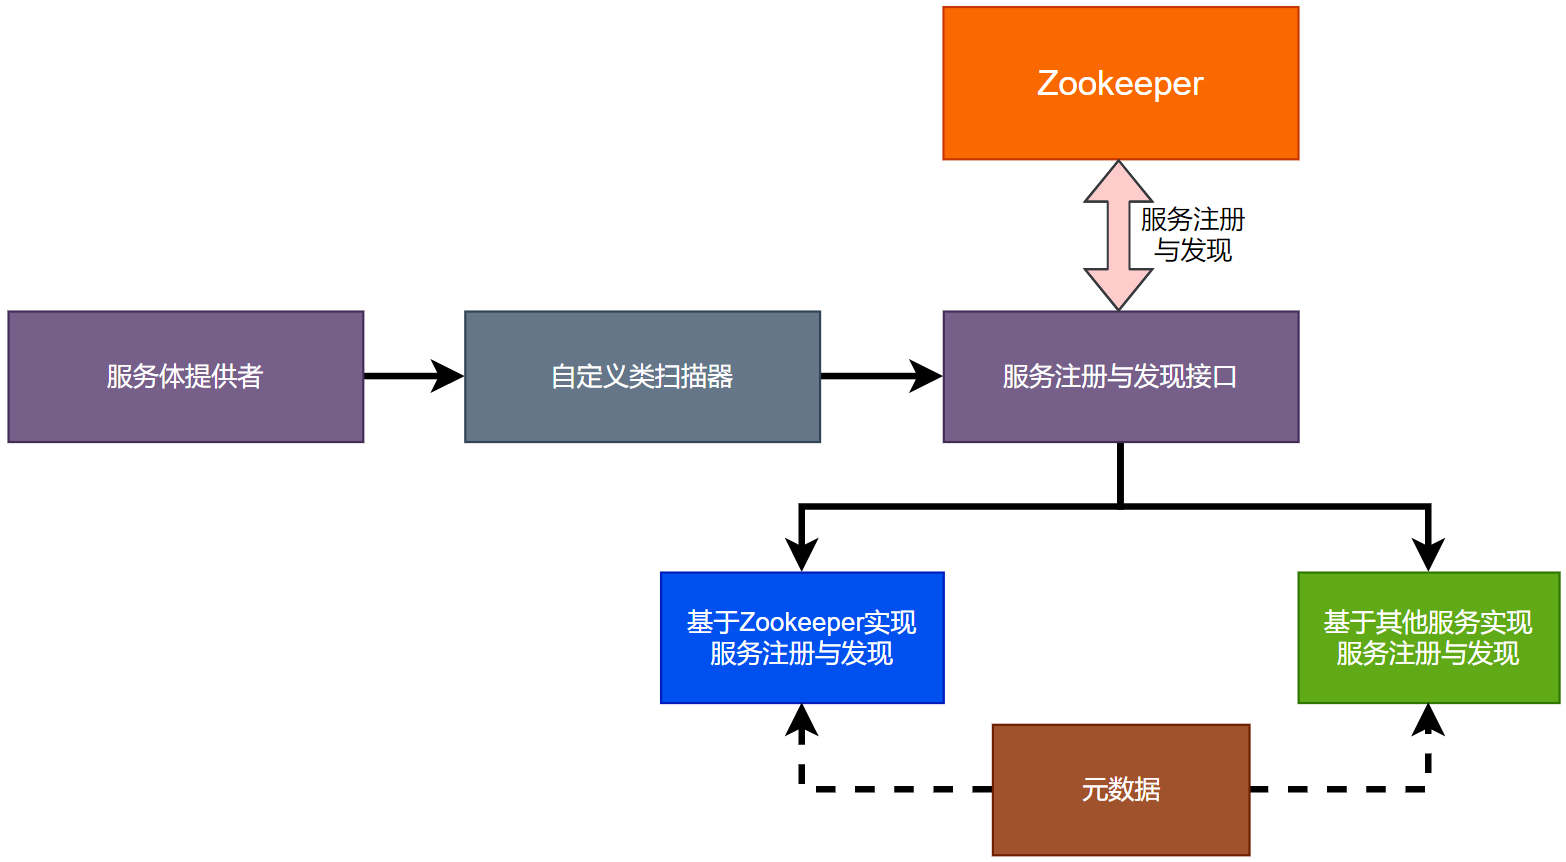 Zookeeper
服务注册
与发现
服务体提供者
自定义类扫描器
服务注册与发现接口
基于Zookeeper实现
服务注册与发现
基于其他服务实现
服务注册与发现
元数据